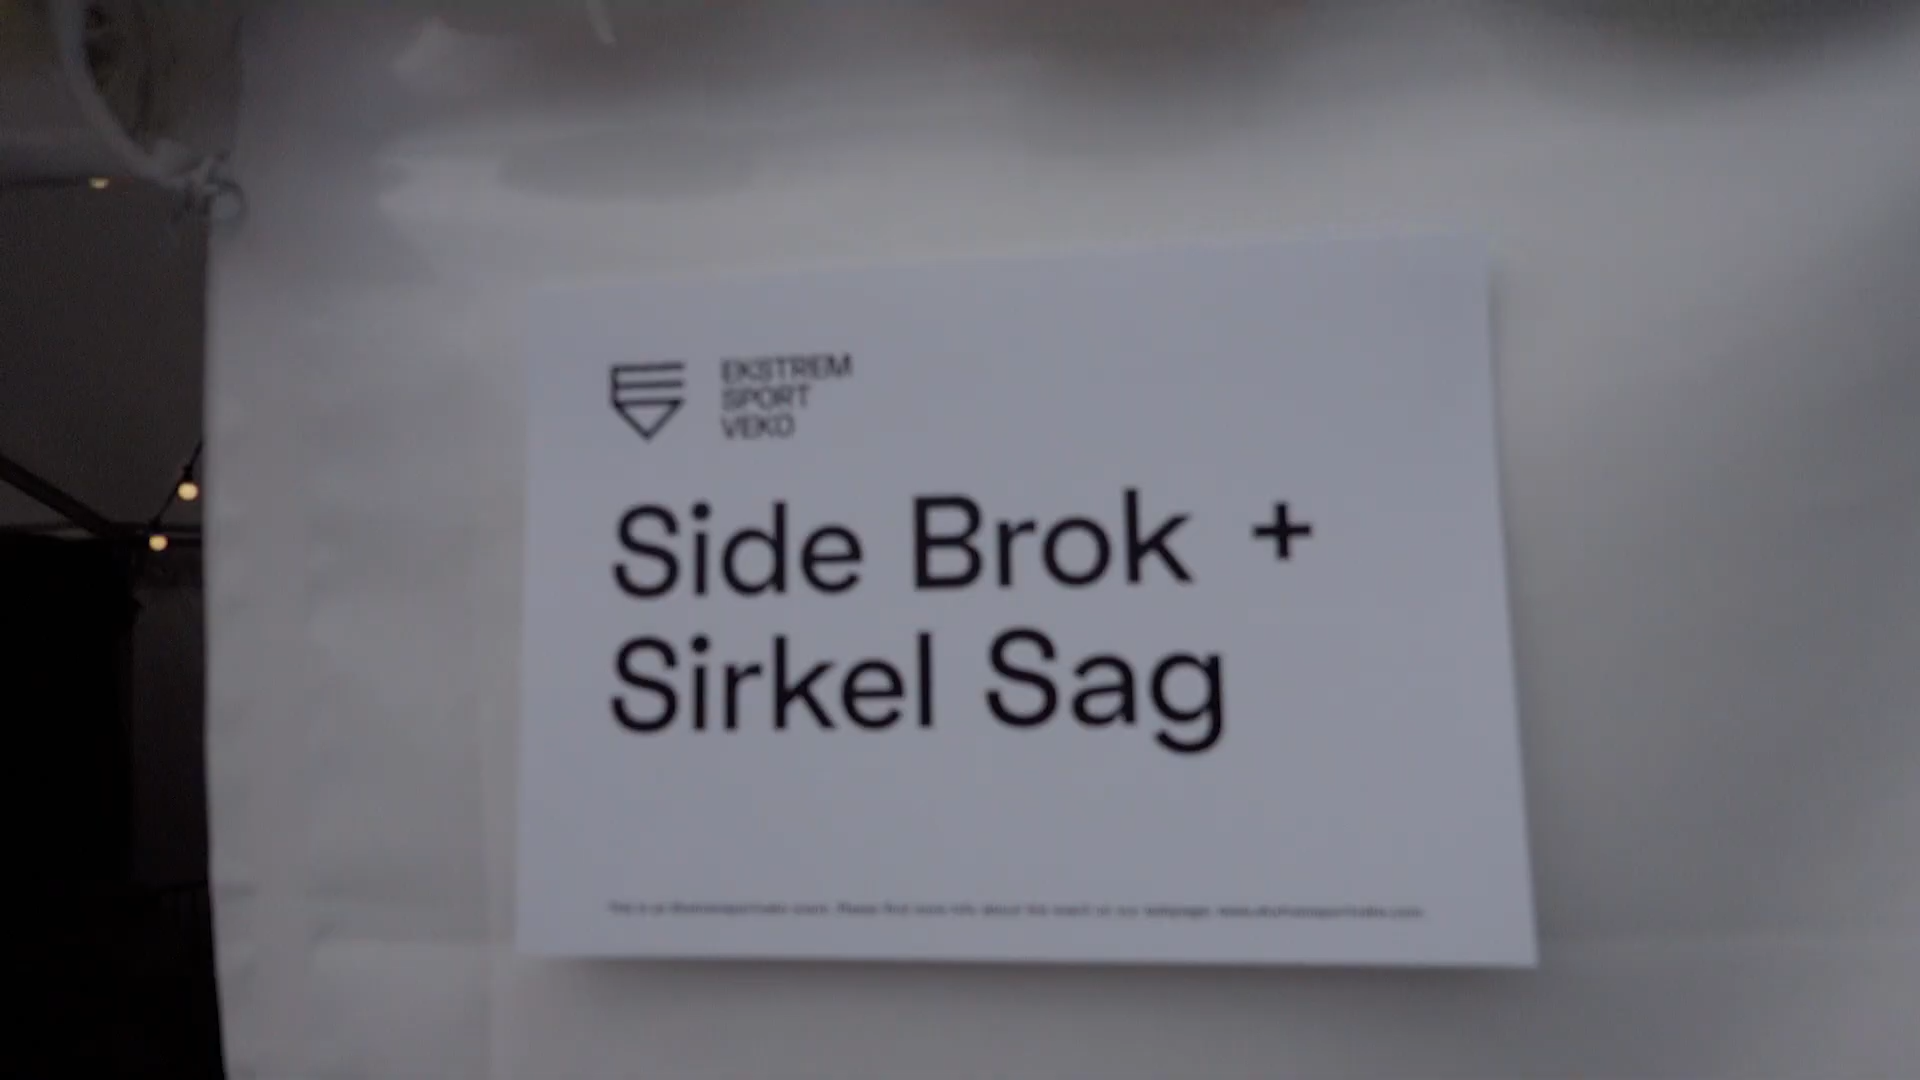 EKSTREM
SPORT
VEKO
Side Brok +
Sirkel Sag